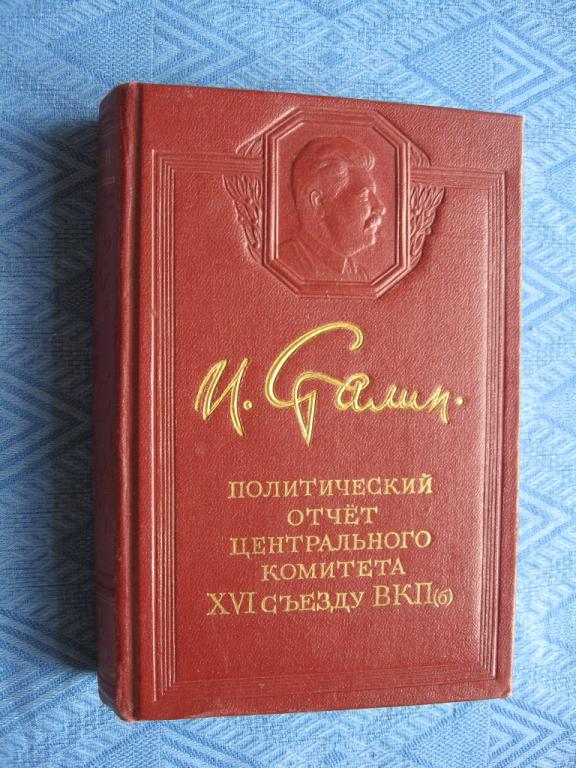 И. Сталин.
ПОЛИТИЧЕСКИЙ
ОТЧЁТ
ЦЕНТРАЛЬНОГО
КОМИТЕТА
XVI СЪЕЗДУ ВКП(б)